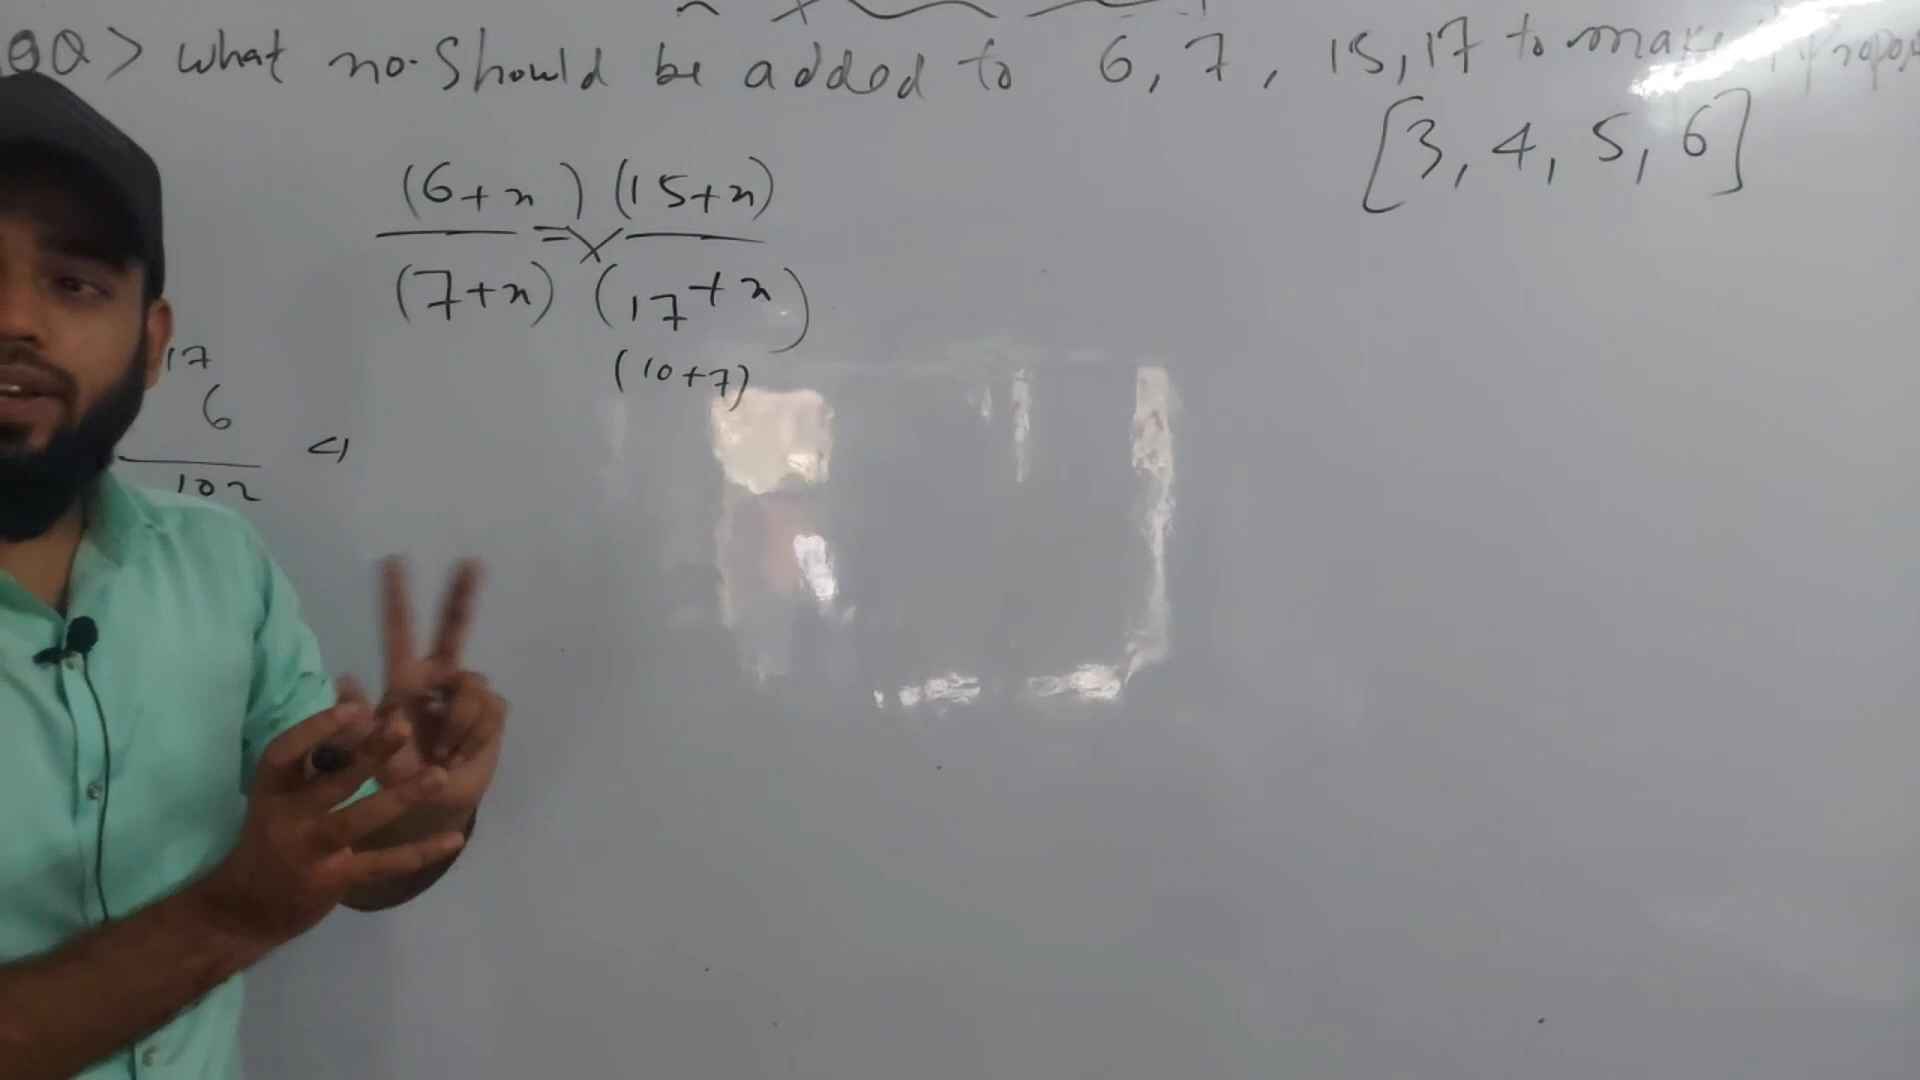 Q> What no. Should be added to 6, 7, 15, 17 to make
[3, 4, 5, 6]
(6+x) (15+x)
= ×
(7+x) (17+x)
(10+7)
17
6
102